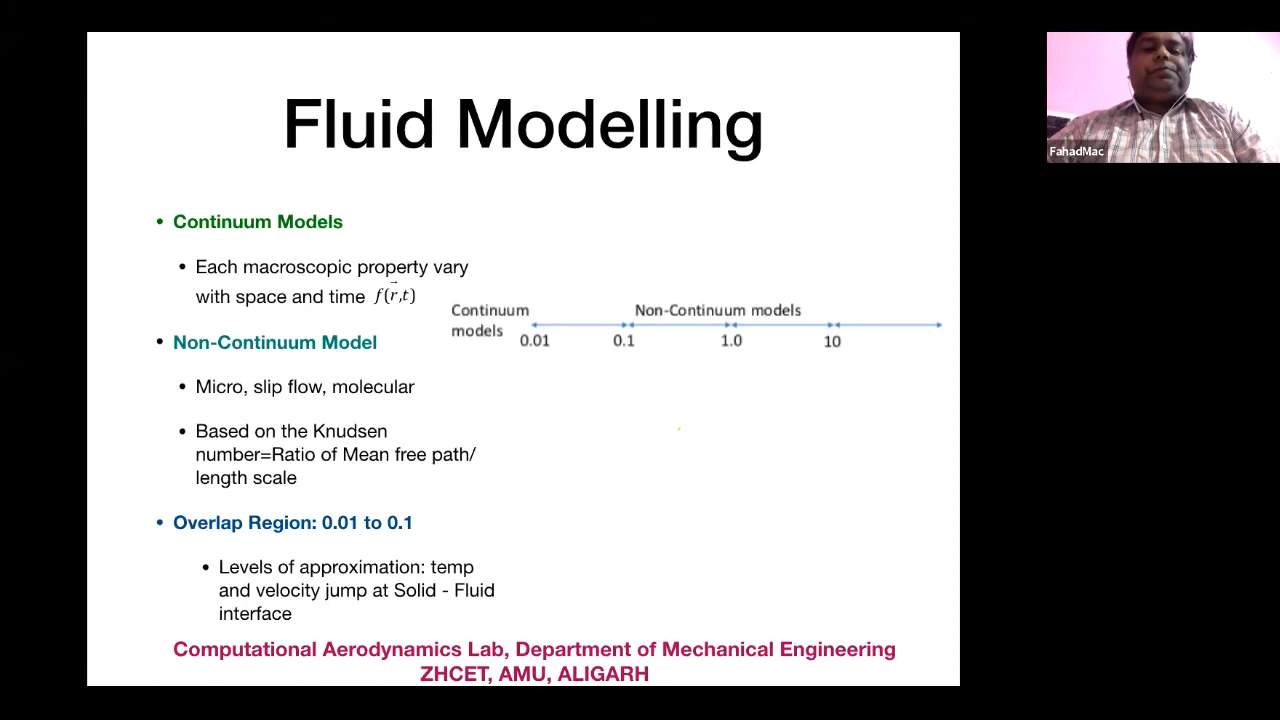 Fluid Modelling
• Continuum Models
• Each macroscopic property vary
with space and time f(r⃗,t)
• Non-Continuum Model
• Micro, slip flow, molecular
• Based on the Knudsen
number=Ratio of Mean free path/
length scale
• Overlap Region: 0.01 to 0.1
• Levels of approximation: temp
and velocity jump at Solid - Fluid
interface
Continuum
models
Non-Continuum models
0.01 0.1 1.0 10
Computational Aerodynamics Lab, Department of Mechanical Engineering
ZHCET, AMU, ALIGARH
FahadMac